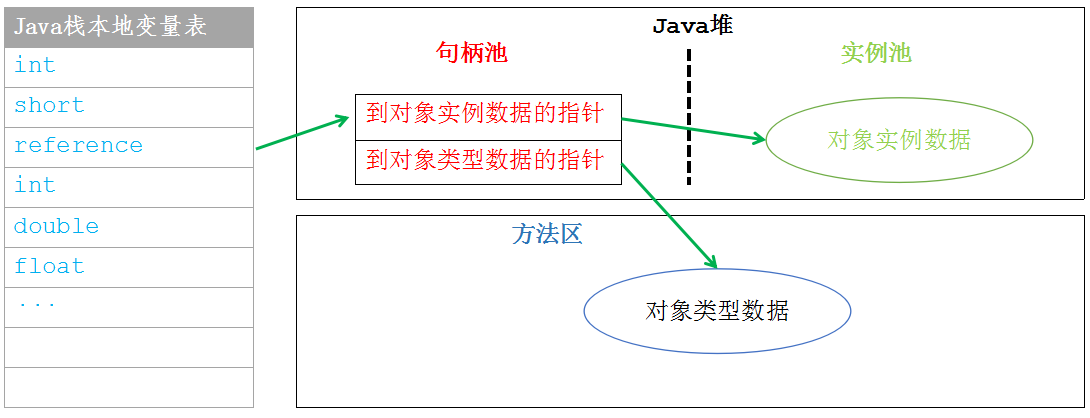 Java栈本地变量表
int
short
reference
int
double
float
...
Java堆
句柄池
实例池
到对象实例数据的指针
到对象类型数据的指针
对象实例数据
方法区
对象类型数据